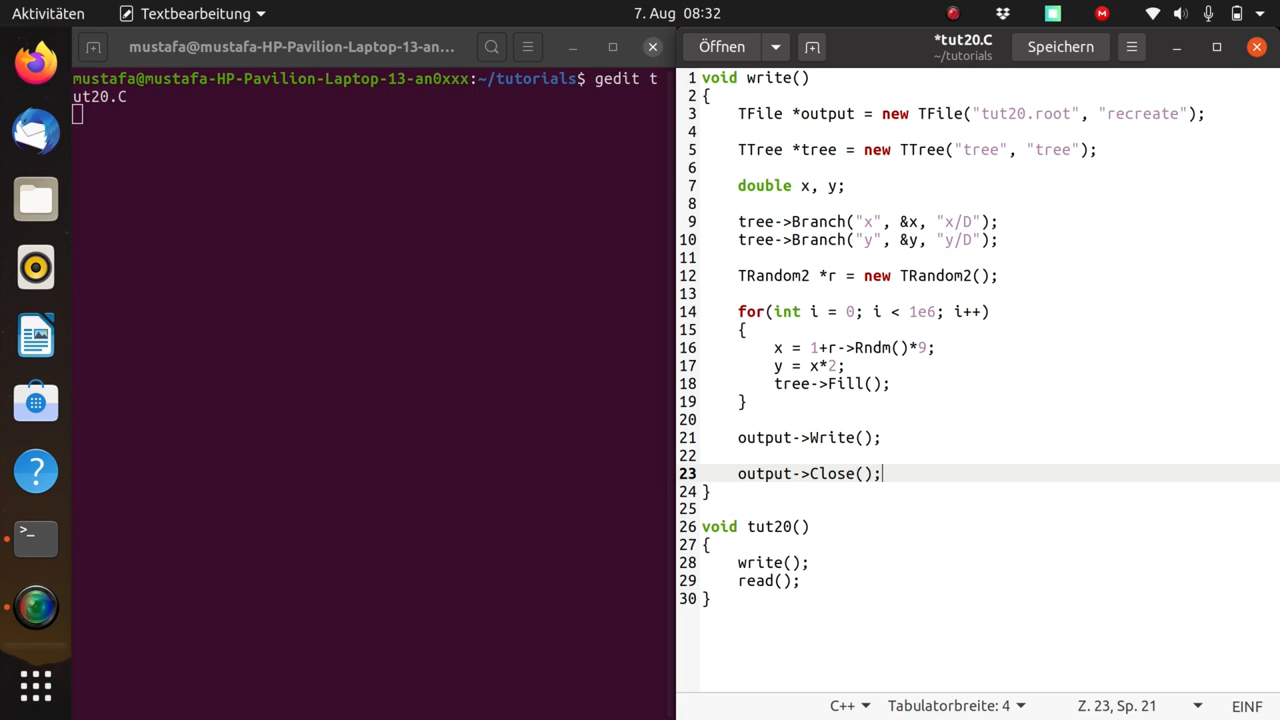 Aktivitäten
Textbearbeitung
7. Aug 08:32
mustafa@mustafa-HP-Pavilion-Laptop-13-an...
mustafa@mustafa-HP-Pavilion-Laptop-13-an0xxx:~/tutorials$ gedit t
ut20.C
Öffnen
*tut20.C
~/tutorials
Speichern
1 void write()
2 {
3 TFile *output = new TFile("tut20.root", "recreate");
4
5 TTree *tree = new TTree("tree", "tree");
6
7 double x, y;
8
9 tree->Branch("x", &x, "x/D");
10 tree->Branch("y", &y, "y/D");
11
12 TRandom2 *r = new TRandom2();
13
14 for(int i = 0; i < 1e6; i++)
15 {
16 x = 1+r->Rndm()*9;
17 y = x*2;
18 tree->Fill();
19 }
20
21 output->Write();
22
23 output->Close();
24 }
25
26 void tut20()
27 {
28 write();
29 read();
30 }
C++
Tabulatorbreite: 4
Z. 23, Sp. 21
EINF